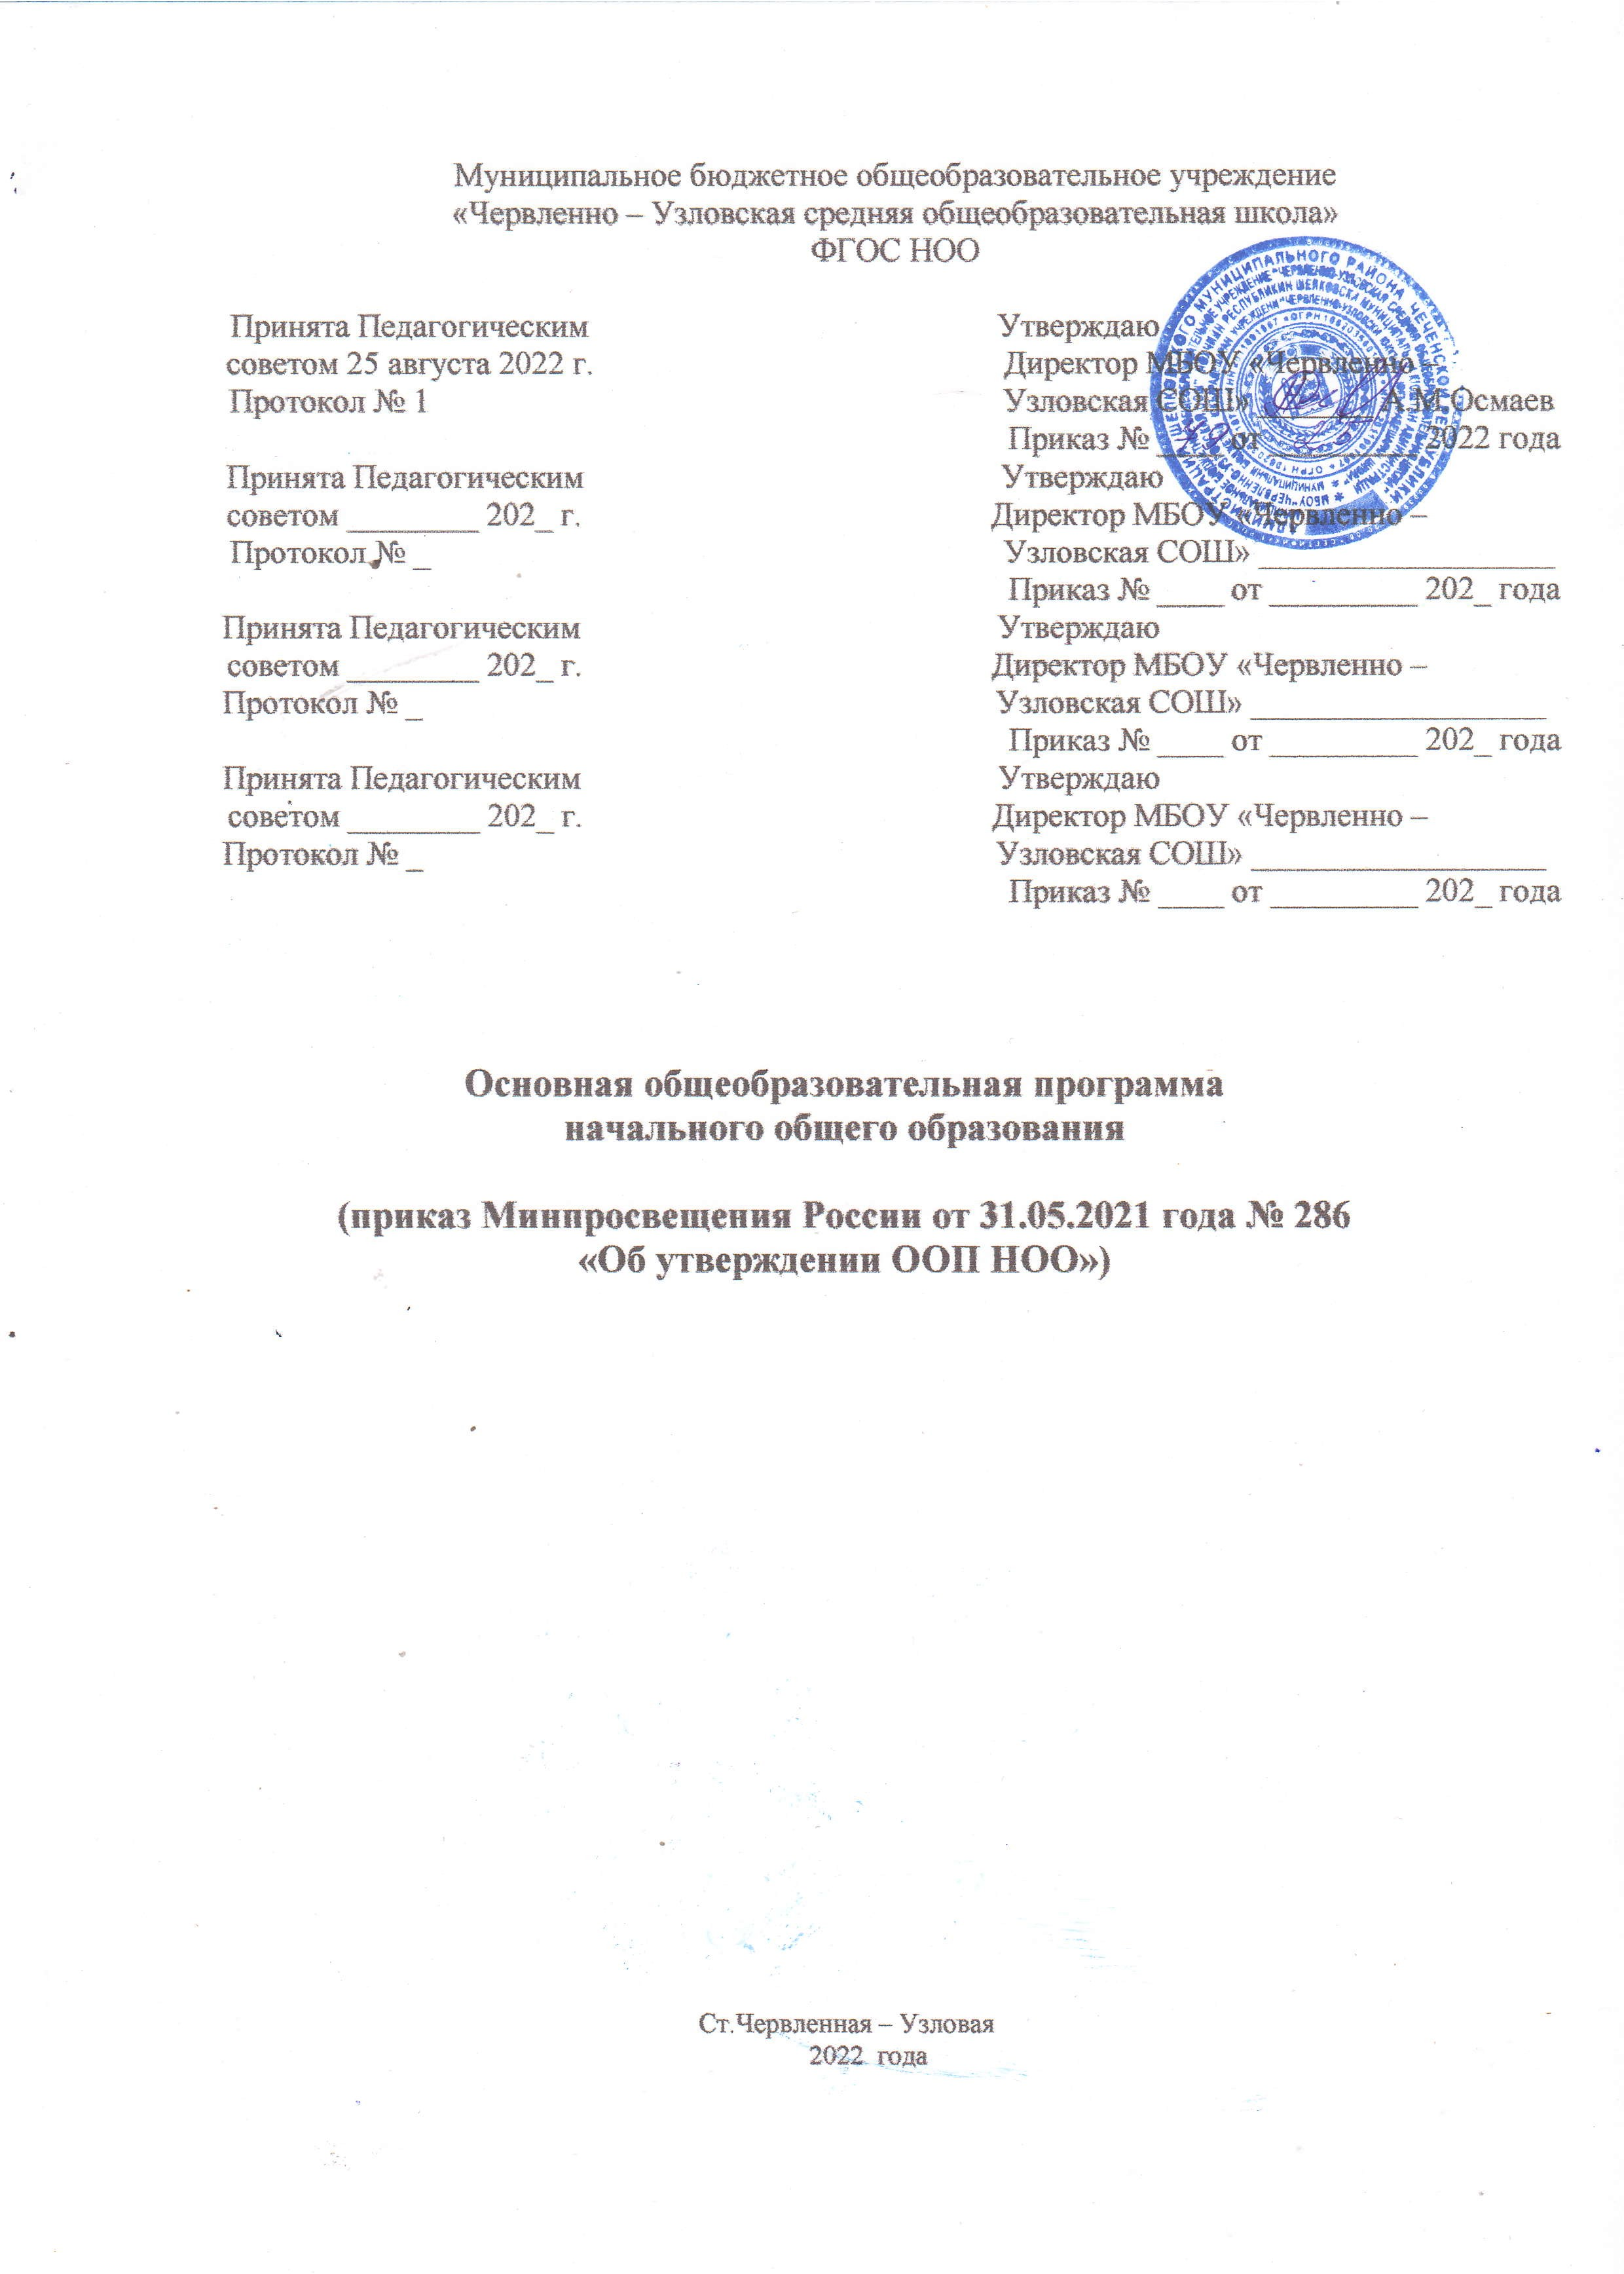 Муниципальное бюджетное общеобразовательное учреждение
«Червленно – Узловская средняя общеобразовательная школа»
ФГОС НОО
Принята Педагогическим
советом 25 августа 2022 г.
Протокол № 1
Утверждаю
Директор МБОУ «Червленно –
Узловская СОШ» _______ А.М.Осмаев
Приказ № ____ от _________ 2022 года
Принята Педагогическим
советом ________ 202_ г.
Протокол № _
Утверждаю
Директор МБОУ «Червленно –
Узловская СОШ» __________________
Приказ № ____ от _________ 202_ года
Принята Педагогическим
советом ________ 202_ г.
Протокол № _
Утверждаю
Директор МБОУ «Червленно –
Узловская СОШ» __________________
Приказ № ____ от _________ 202_ года
Принята Педагогическим
советом ________ 202_ г.
Протокол № _
Утверждаю
Директор МБОУ «Червленно –
Узловская СОШ» __________________
Приказ № ____ от _________ 202_ года
Основная общеобразовательная программа
начального общего образования
(приказ Минпросвещения России от 31.05.2021 года № 286
«Об утверждении ООП НОО»)
Ст.Червленная – Узловая
2022 года